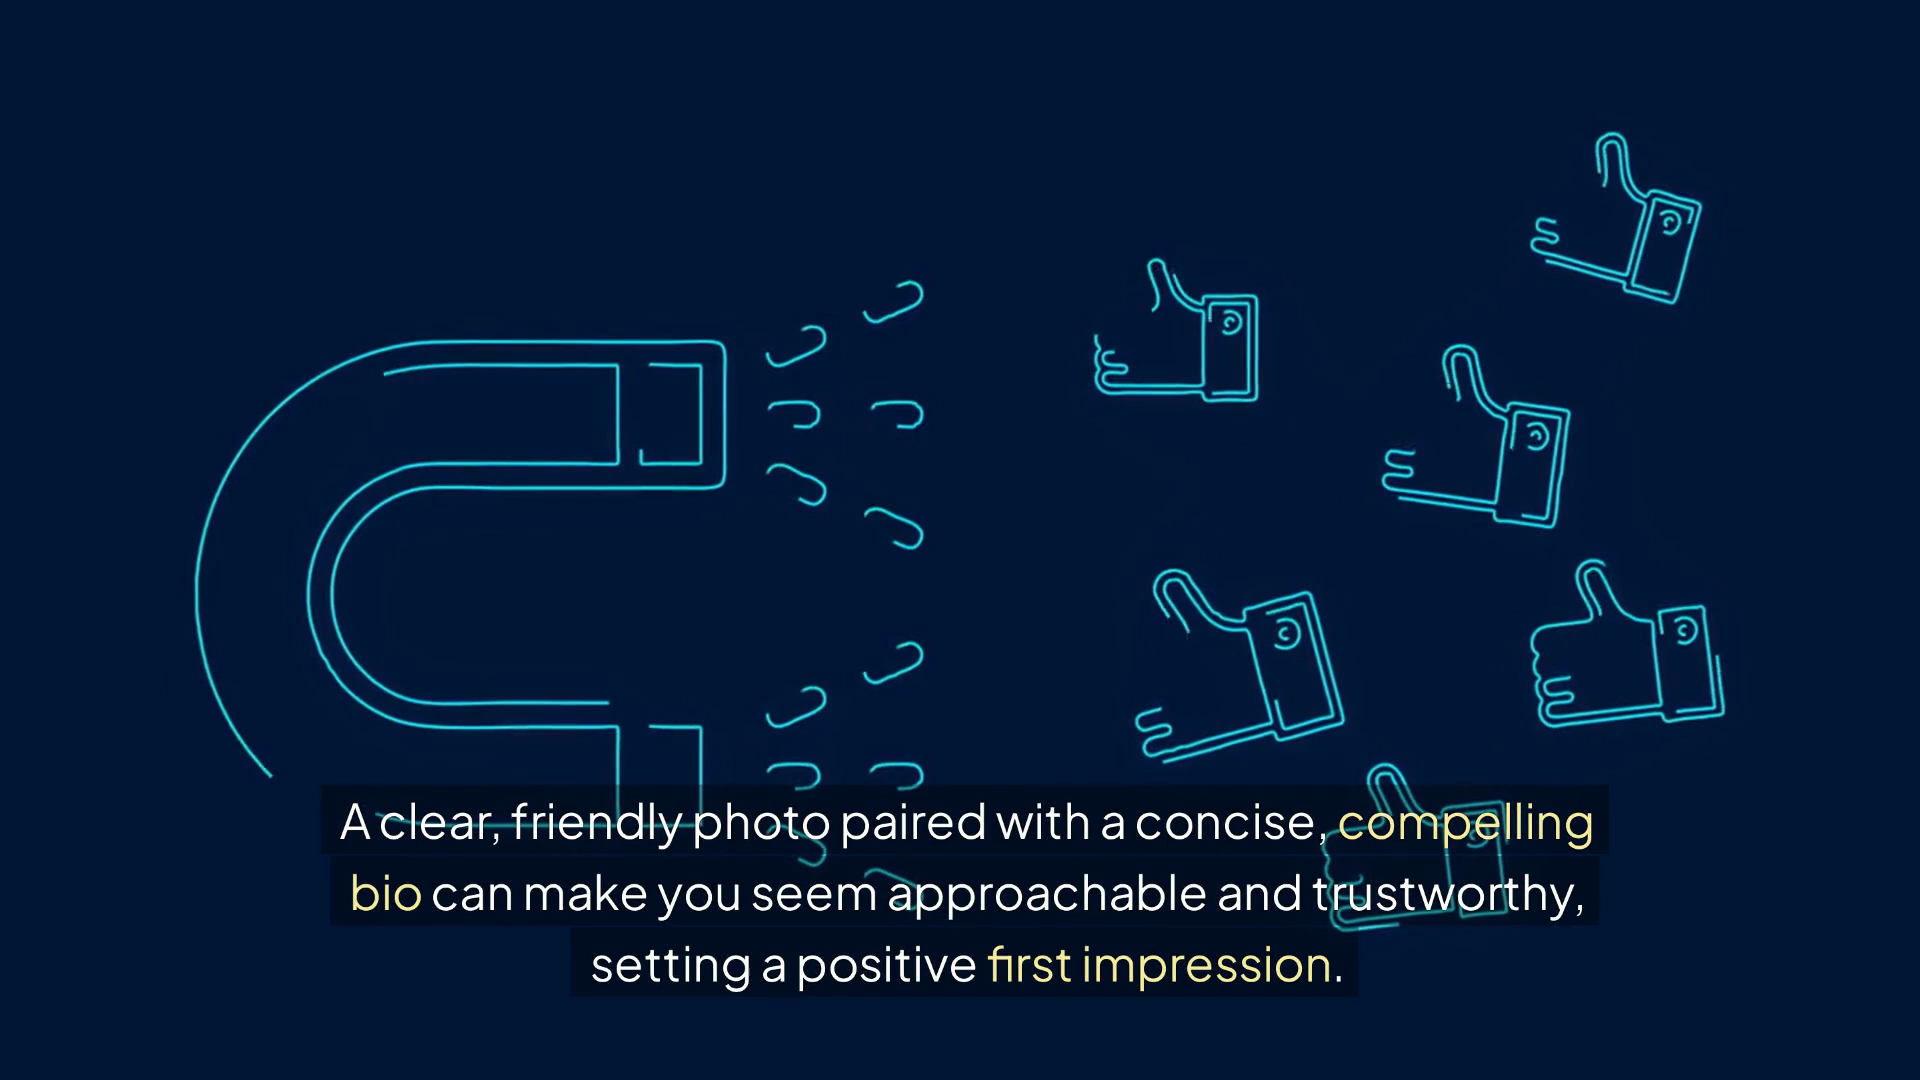 A clear, friendly photo paired with a concise, compelling
bio can make you seem approachable and trustworthy,
setting a positive first impression.